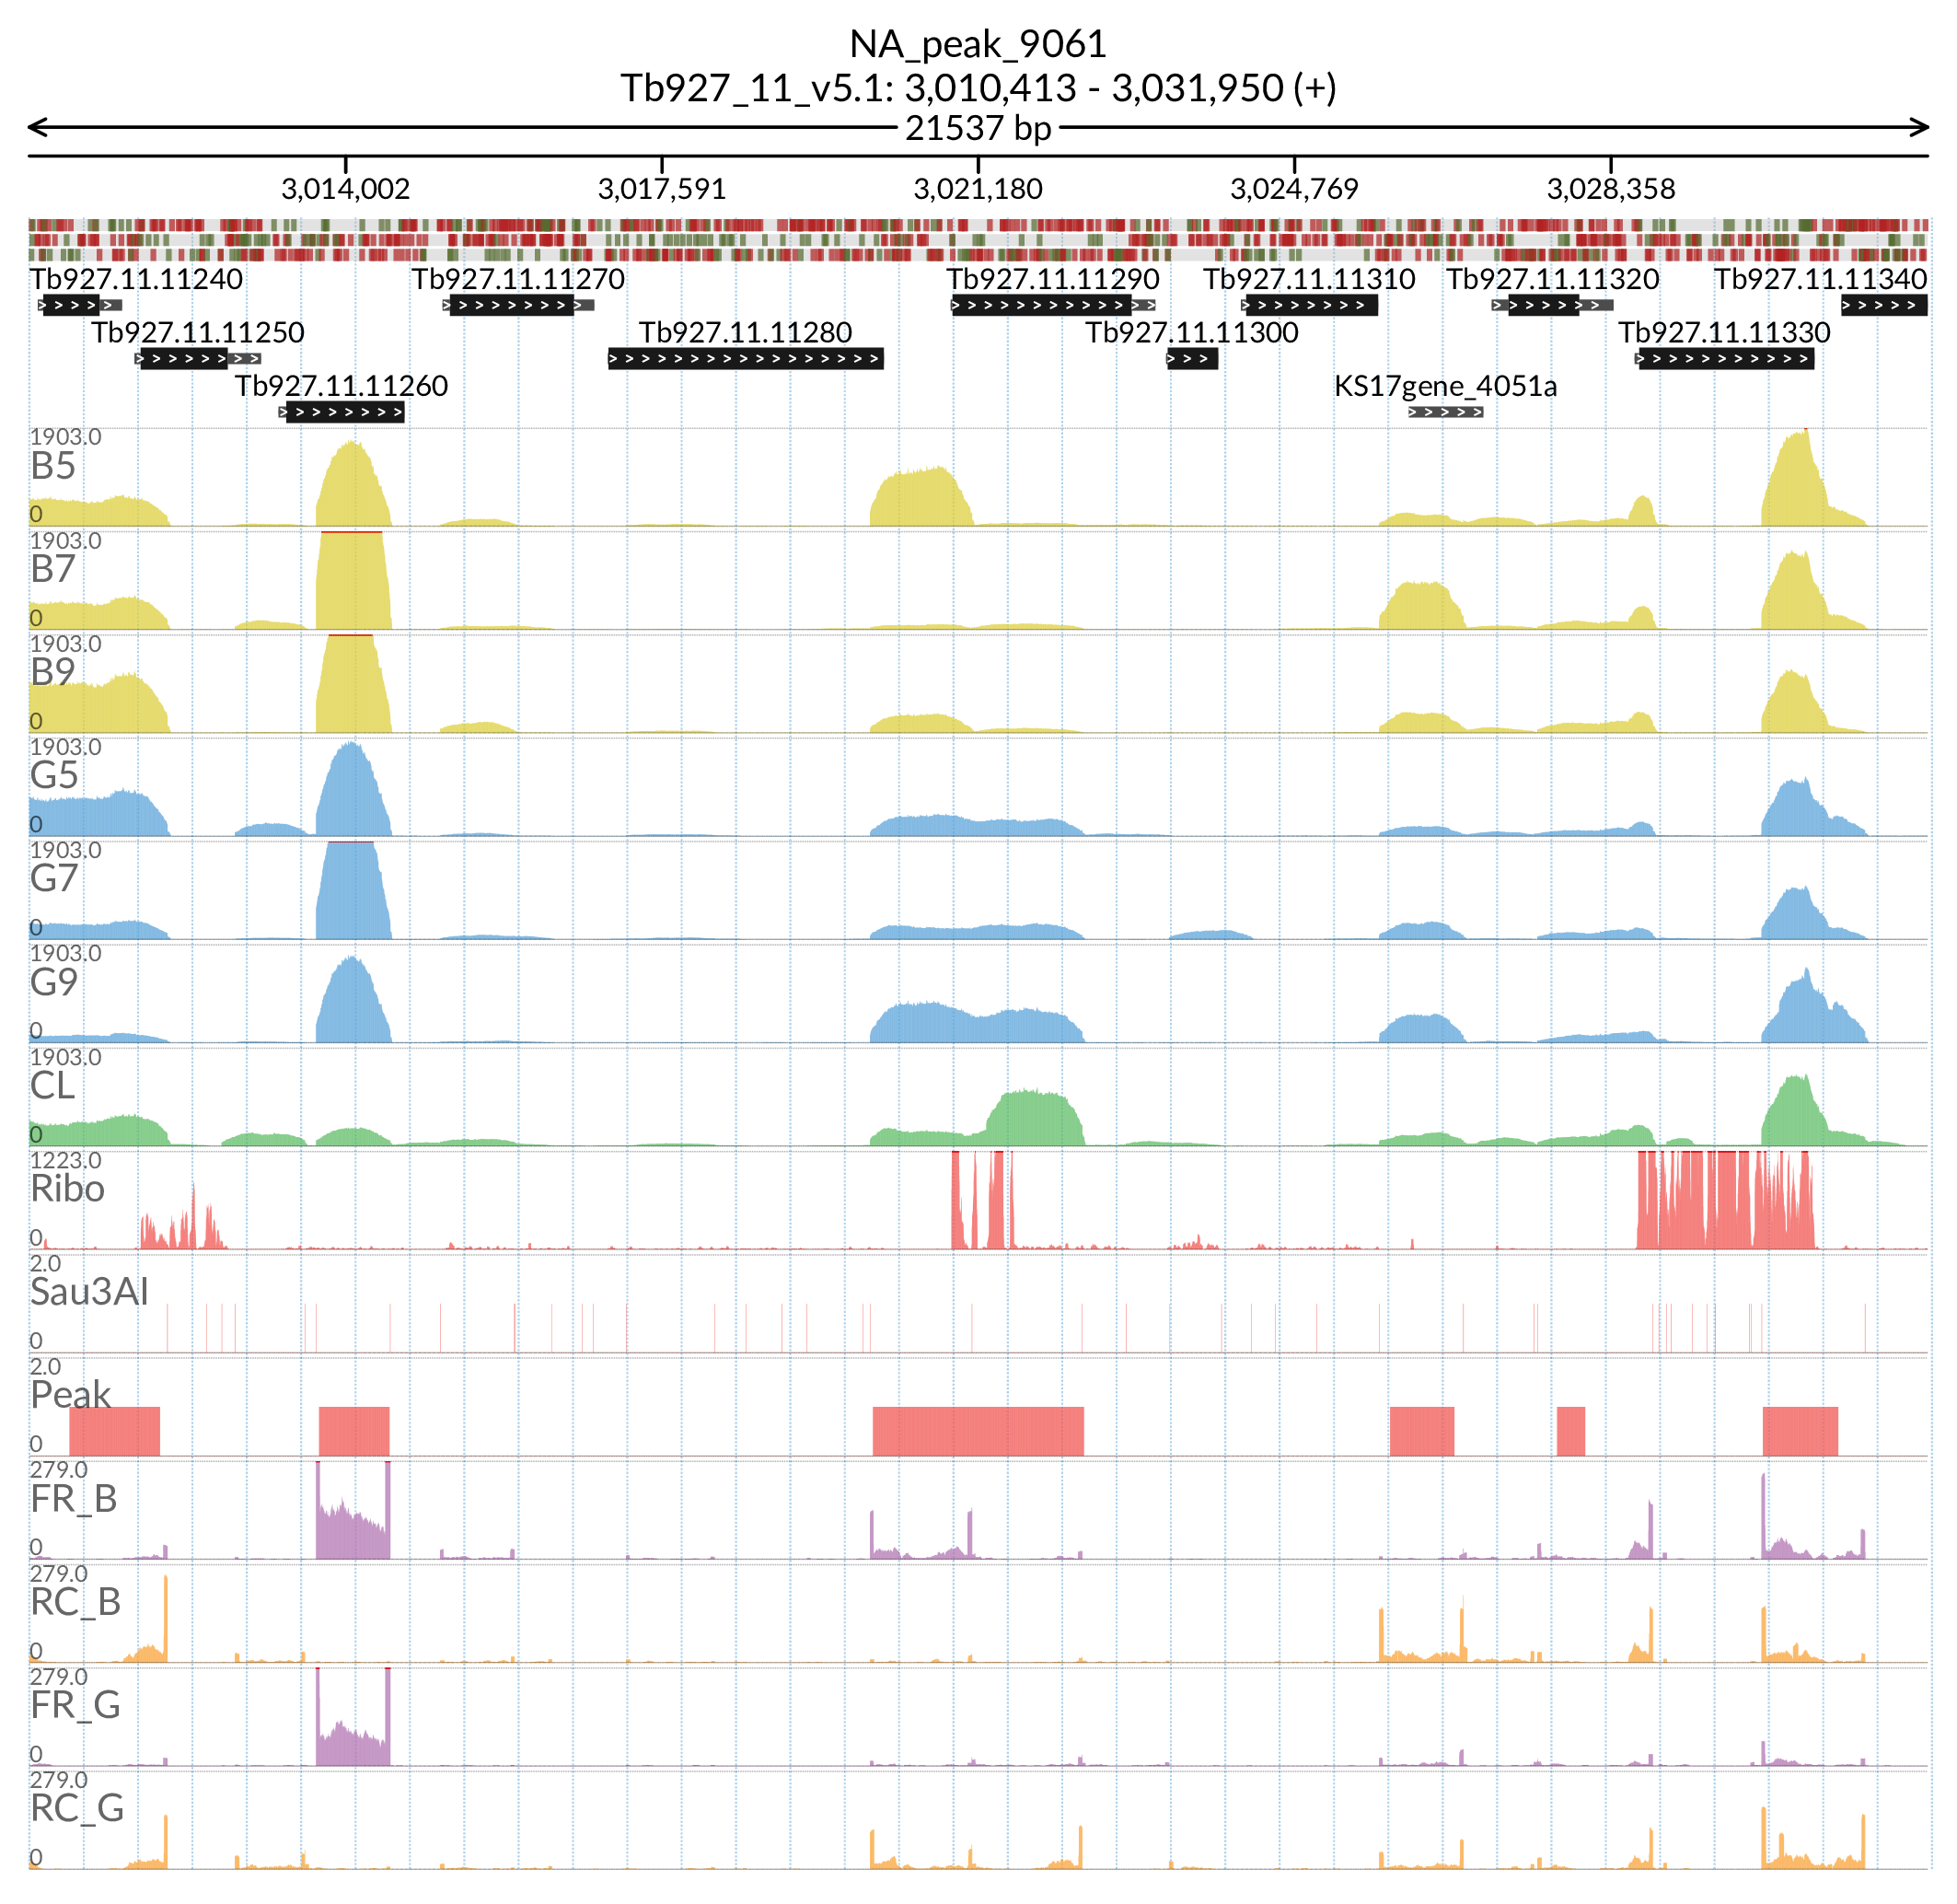 NA_peak_9061
Tb927_11_v5.1: 3,010,413 - 3,031,950 (+)
21537 bp
3,014,002 3,017,591 3,021,180 3,024,769 3,028,358
Tb927.11.11240 Tb927.11.11270 Tb927.11.11290 Tb927.11.11310 Tb927.11.11320 Tb927.11.11340
Tb927.11.11250 Tb927.11.11280 Tb927.11.11300 Tb927.11.11330
Tb927.11.11260 KS17gene_4051a
1903.0
B5
0
1903.0
B7
0
1903.0
B9
0
1903.0
G5
0
1903.0
G7
0
1903.0
G9
0
1903.0
CL
0
1223.0
Ribo
0
2.0
Sau3AI
0
2.0
Peak
0
279.0
FR_B
0
279.0
RC_B
0
279.0
FR_G
0
279.0
RC_G
0